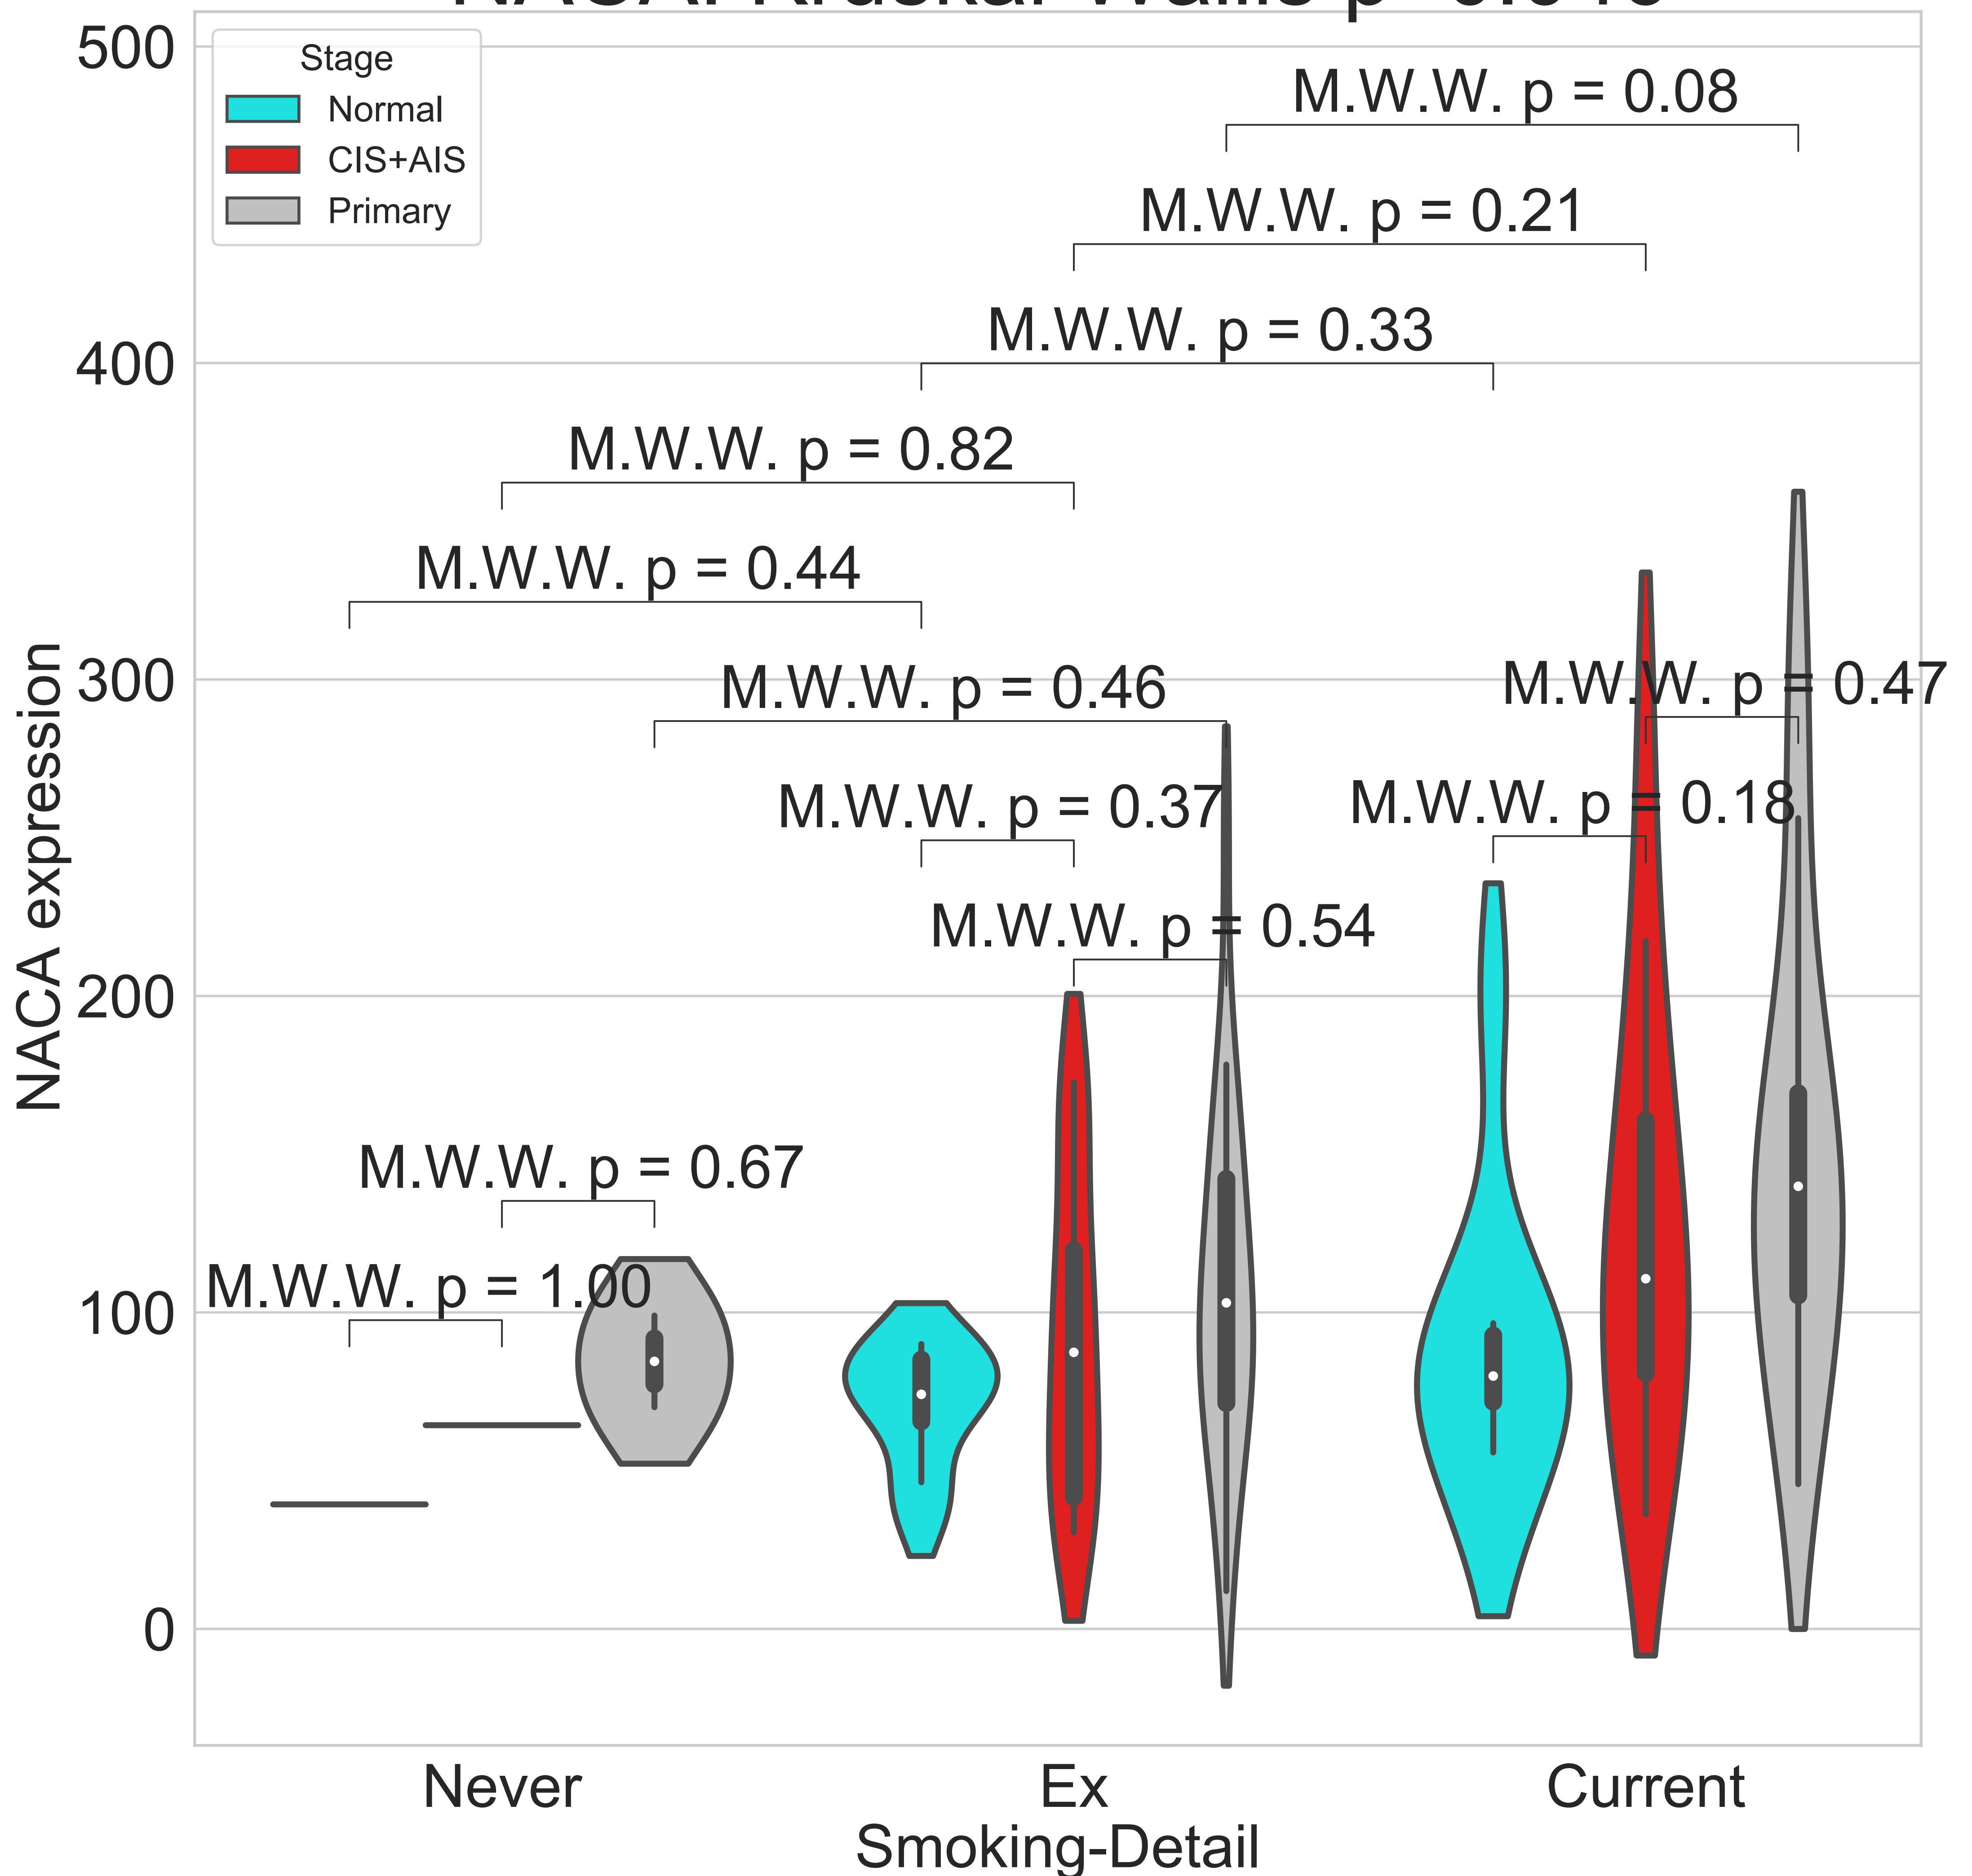 500
Stage
Normal
CIS+AIS
Primary
M.W.W. p = 0.08
M.W.W. p = 0.21
400
M.W.W. p = 0.33
M.W.W. p = 0.82
M.W.W. p = 0.44
300
M.W.W. p = 0.46
M.W.W. p = 0.47
M.W.W. p = 0.37
M.W.W. p = 0.18
M.W.W. p = 0.54
200
M.W.W. p = 0.67
M.W.W. p = 1.00
100
0
NACA expression
Never
Ex
Current
Smoking-Detail